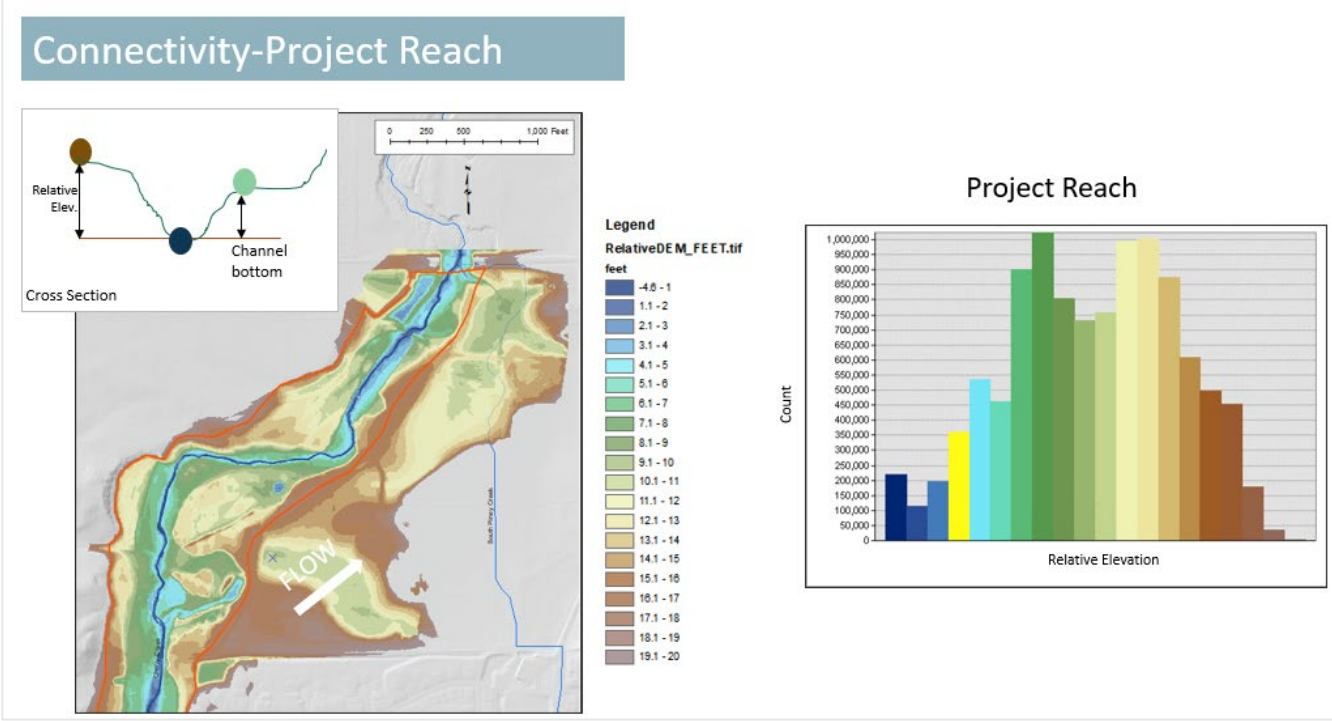 Connectivity-Project Reach
Relative
Elev.
Channel
bottom
Cross Section
0 250 500 1,000 Feet
FLOW
South Piney Creek
Legend
RelativeDEM_FEET.tif
feet
-4.6 - 1
1.1 - 2
2.1 - 3
3.1 - 4
4.1 - 5
5.1 - 6
6.1 - 7
7.1 - 8
8.1 - 9
9.1 - 10
10.1 - 11
11.1 - 12
12.1 - 13
13.1 - 14
14.1 - 15
15.1 - 16
16.1 - 17
17.1 - 18
18.1 - 19
19.1 - 20
Project Reach
1,000,000
950,000
900,000
850,000
800,000
750,000
700,000
650,000
600,000
550,000
500,000
450,000
400,000
350,000
300,000
250,000
200,000
150,000
100,000
50,000
0
Count
Relative Elevation